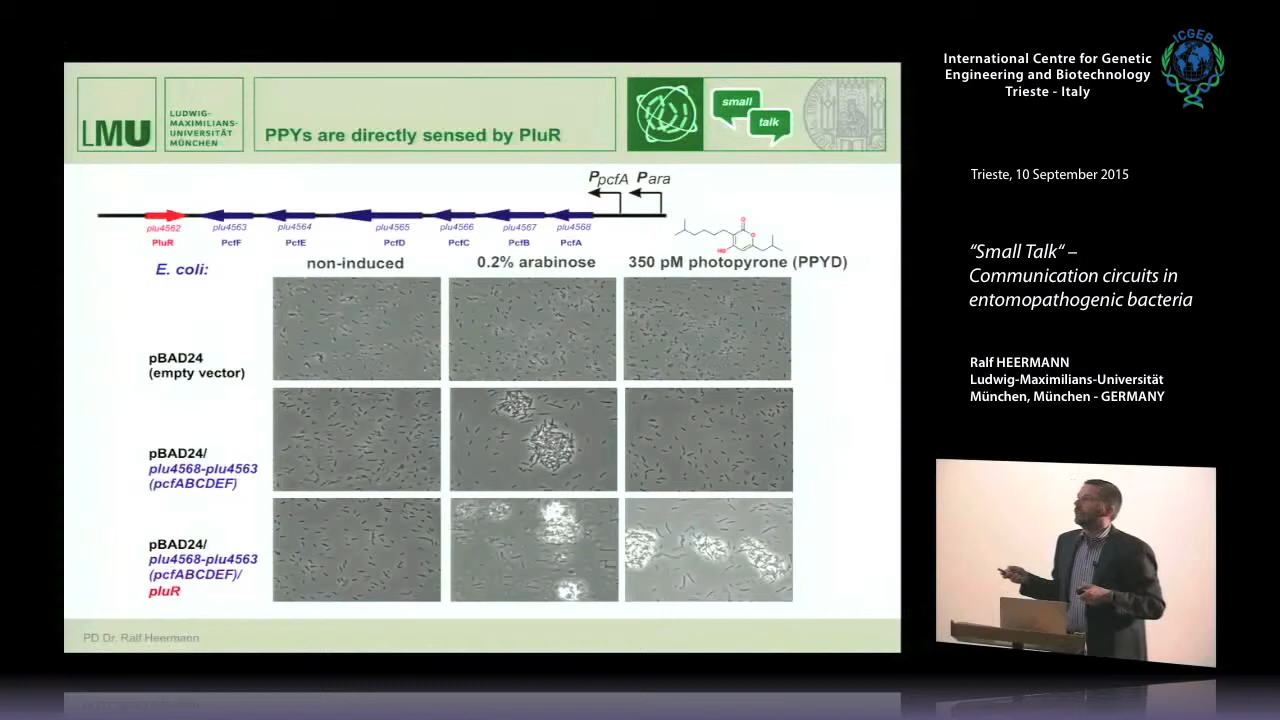 LMU
LUDWIG-
MAXIMILIANS-
UNIVERSITÄT
MÜNCHEN
PPYs are directly sensed by PluR
small
talk
PpcfA Para
plu4562 plu4563 plu4564 plu4565 plu4566 plu4567 plu4568
PluR PcfF PcfE PcfD PcfC PcfB PcfA
O
O
HO
E. coli:
non-induced 0.2% arabinose 350 pM photopyrone (PPYD)
pBAD24
(empty vector)
pBAD24/
plu4568-plu4563
(pcfABCDEF)
pBAD24/
plu4568-plu4563
(pcfABCDEF)/
pluR
PD Dr. Ralf Heermann
ICGEB
International Centre for Genetic
Engineering and Biotechnology
Trieste - Italy
Trieste, 10 September 2015
“Small Talk“ –
Communication circuits in
entomopathogenic bacteria
Ralf HEERMANN
Ludwig-Maximilians-Universität
München, München - GERMANY